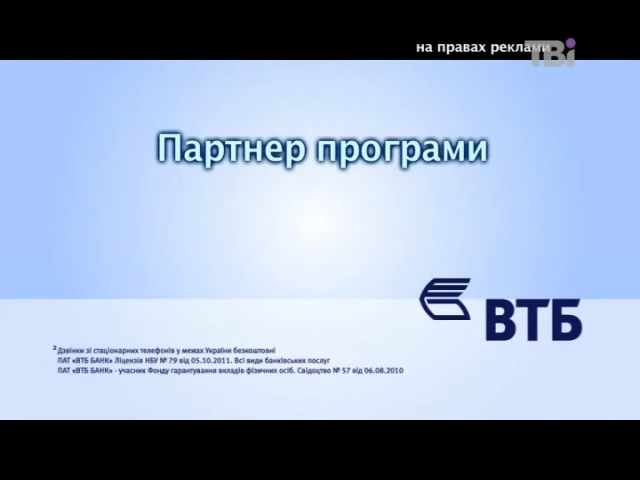 на правах реклами
ТВі
Партнер програми
ВТБ
2 Дзвінки зі стаціонарних телефонів у межах України безкоштовні
ПАТ «ВТБ БАНК» Ліцензія НБУ № 79 від 05.10.2011. Всі види банківських послуг
ПАТ «ВТБ БАНК» - учасник Фонду гарантування вкладів фізичних осіб. Свідоцтво № 57 від 06.08.2010